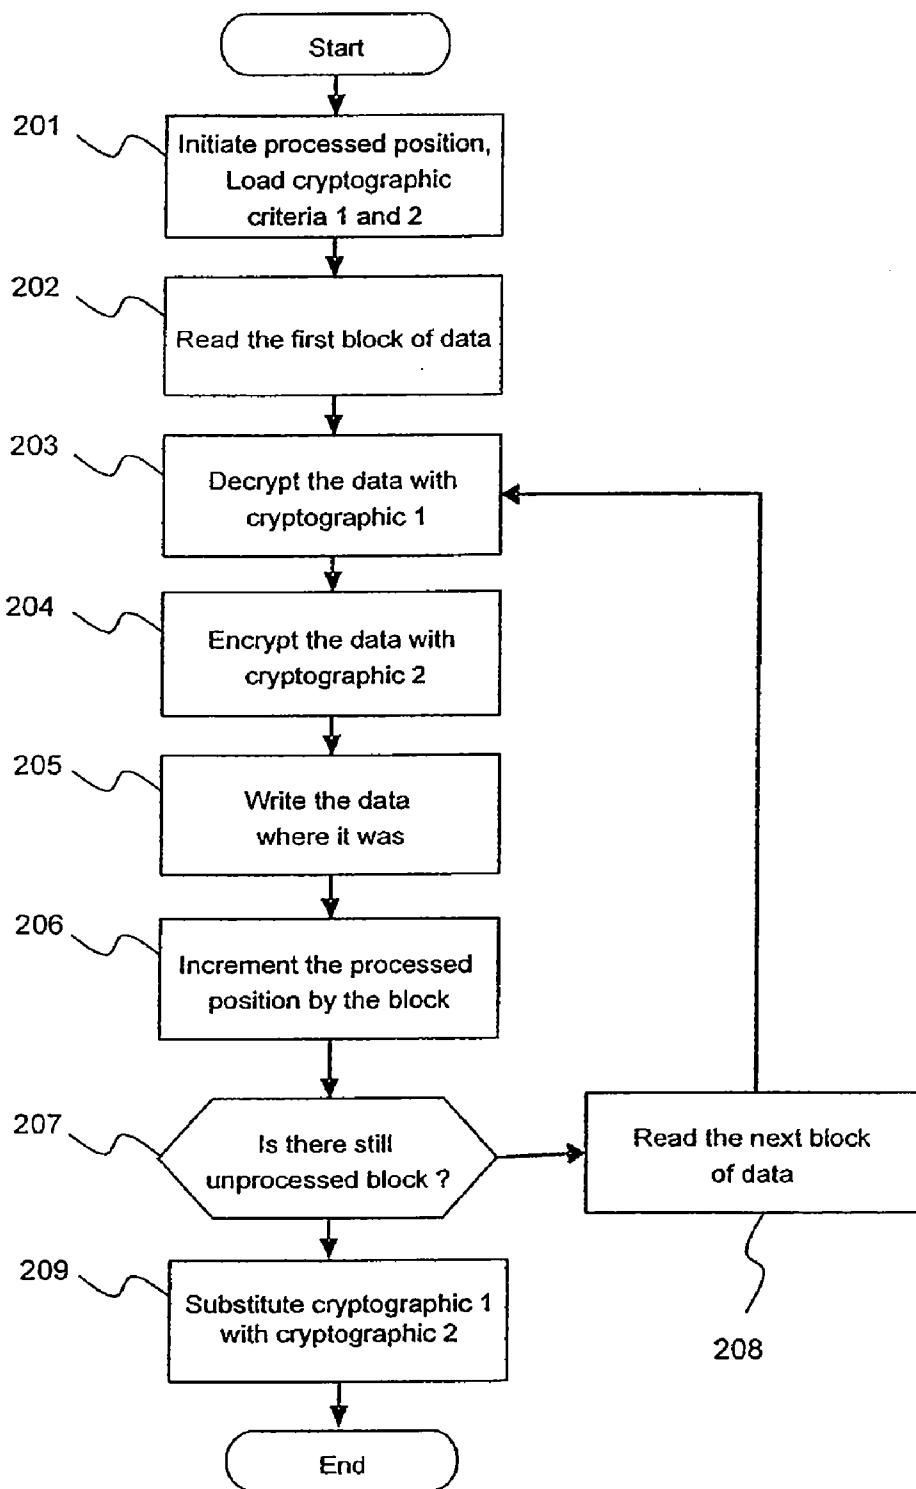 Start
201
Initiate processed position,
Load cryptographic
criteria 1 and 2
202
Read the first block of data
203
Decrypt the data with
cryptographic 1
204
Encrypt the data with
cryptographic 2
205
Write the data
where it was
206
Increment the processed
position by the block
207
Is there still
unprocessed block ?
Read the next block
of data
208
209
Substitute cryptographic 1
with cryptographic 2
End